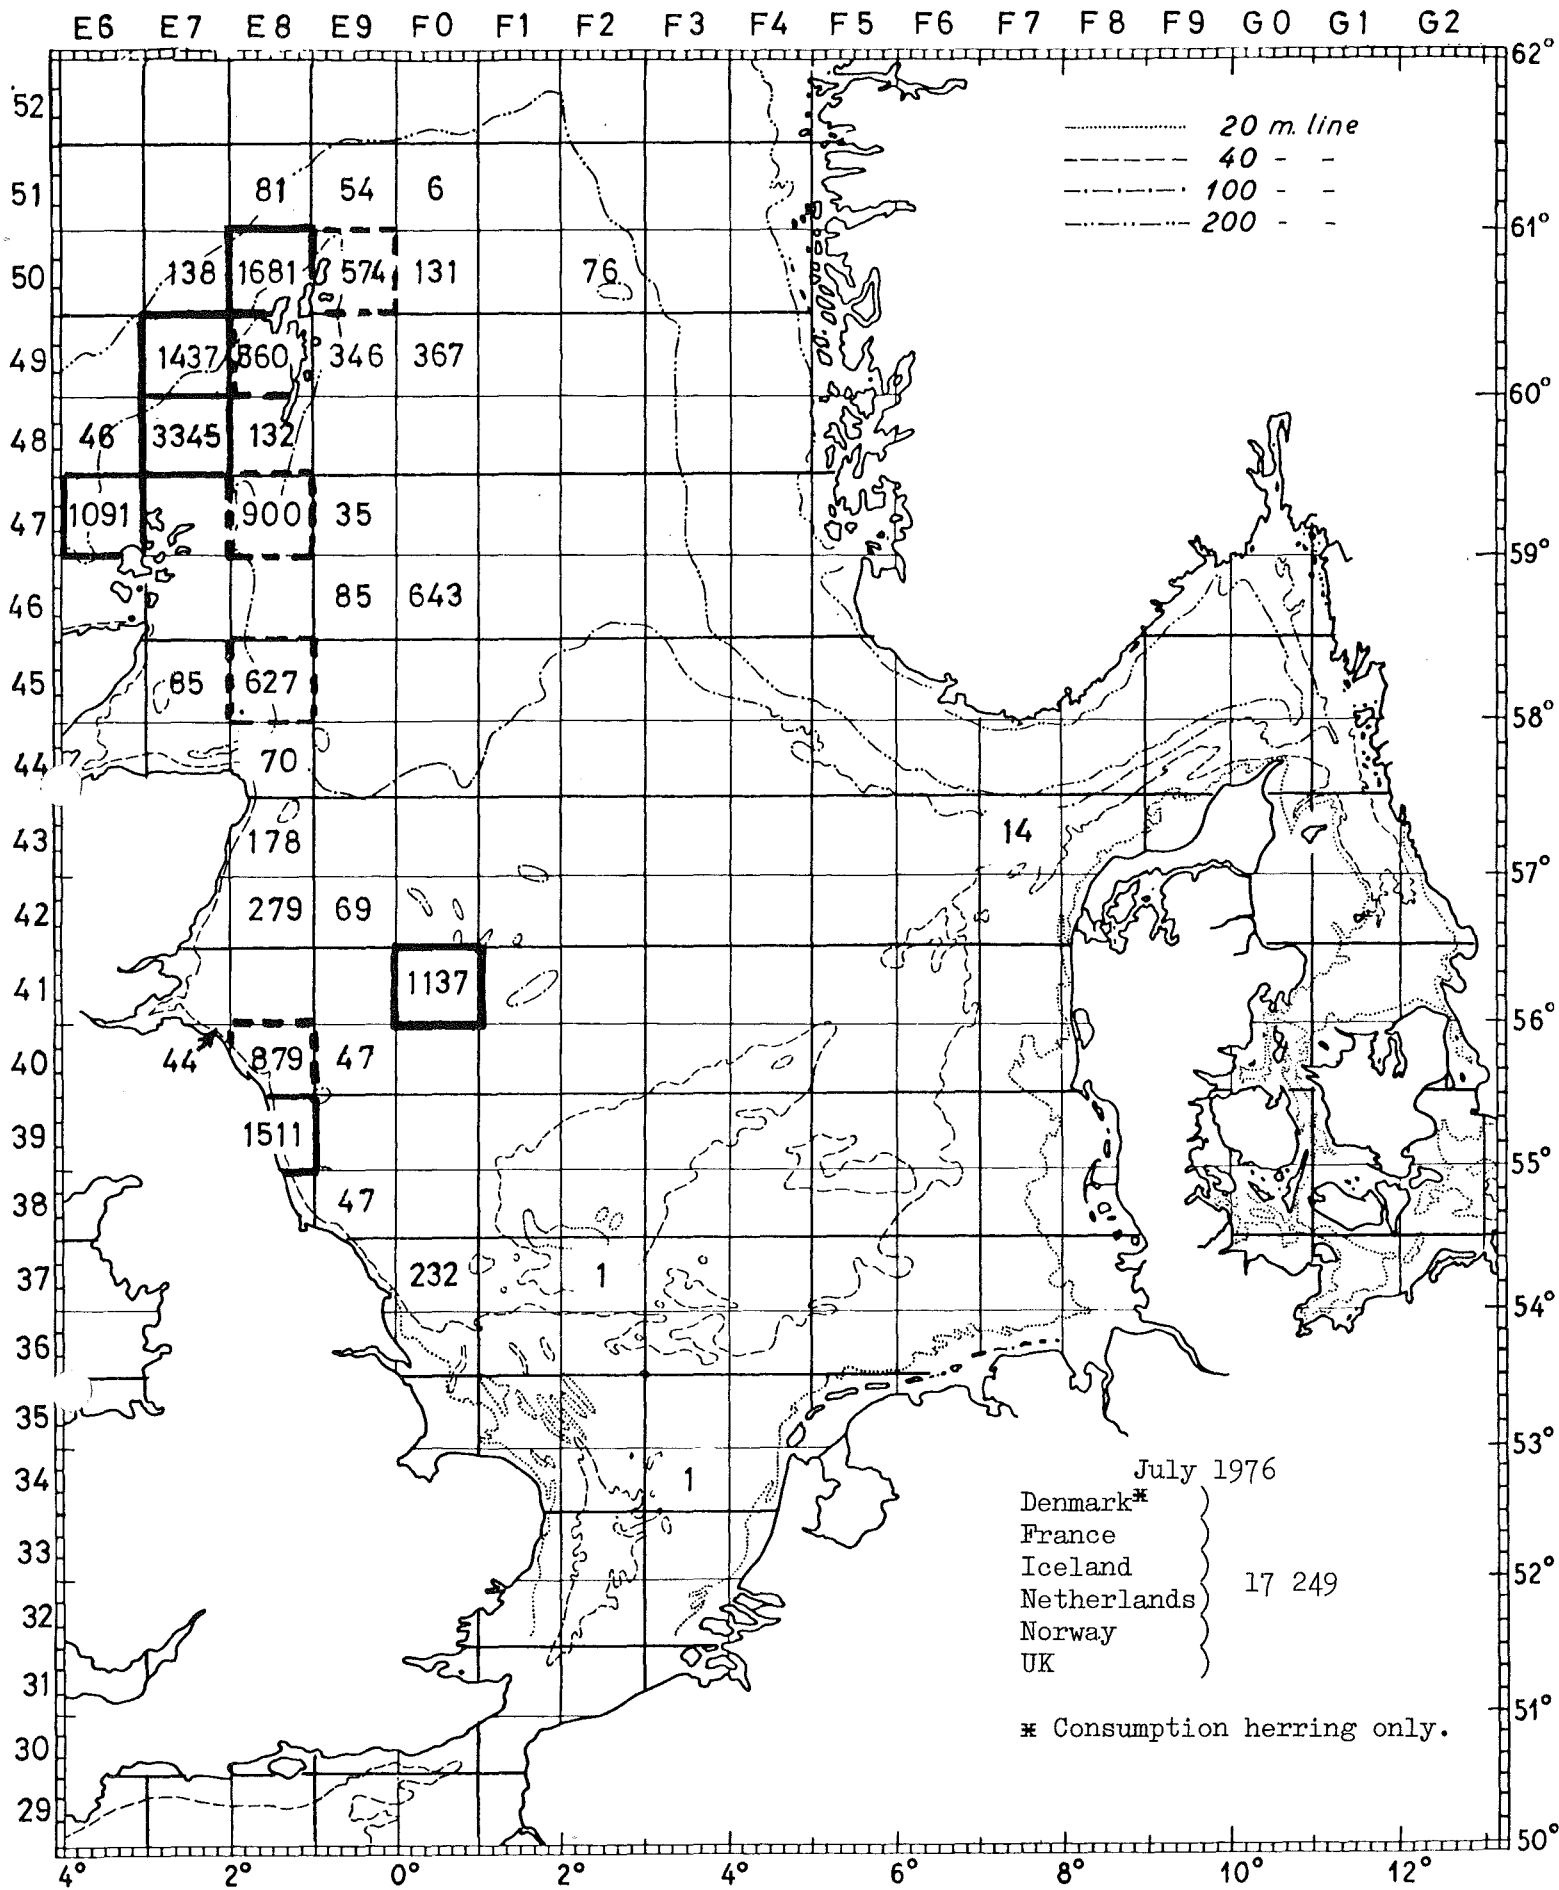 E6 E7 E8 E9 F0 F1 F2 F3 F4 F5 F6 F7 F8 F9 G0 G1 G2
62°
52
20 m. line
40 - -
100 - -
200 - -
51 81 54 6
61°
50 138 1681 574 131 76
49 1437 860 346 367
60°
48 46 3345 132
47 1091 900 35
59°
46 85 643
45 85 627
58°
44 70
43 178 14
57°
42 279 69
41 1137
56°
40 44 879 47
39 1511
55°
38 47
37 232 1
54°
36
35
53°
34 1
July 1976
Denmark*
France
Iceland
Netherlands
Norway
UK
17 249
33
52°
32
31
51°
* Consumption herring only.
30
29
50°
4° 2° 0° 2° 4° 6° 8° 10° 12°